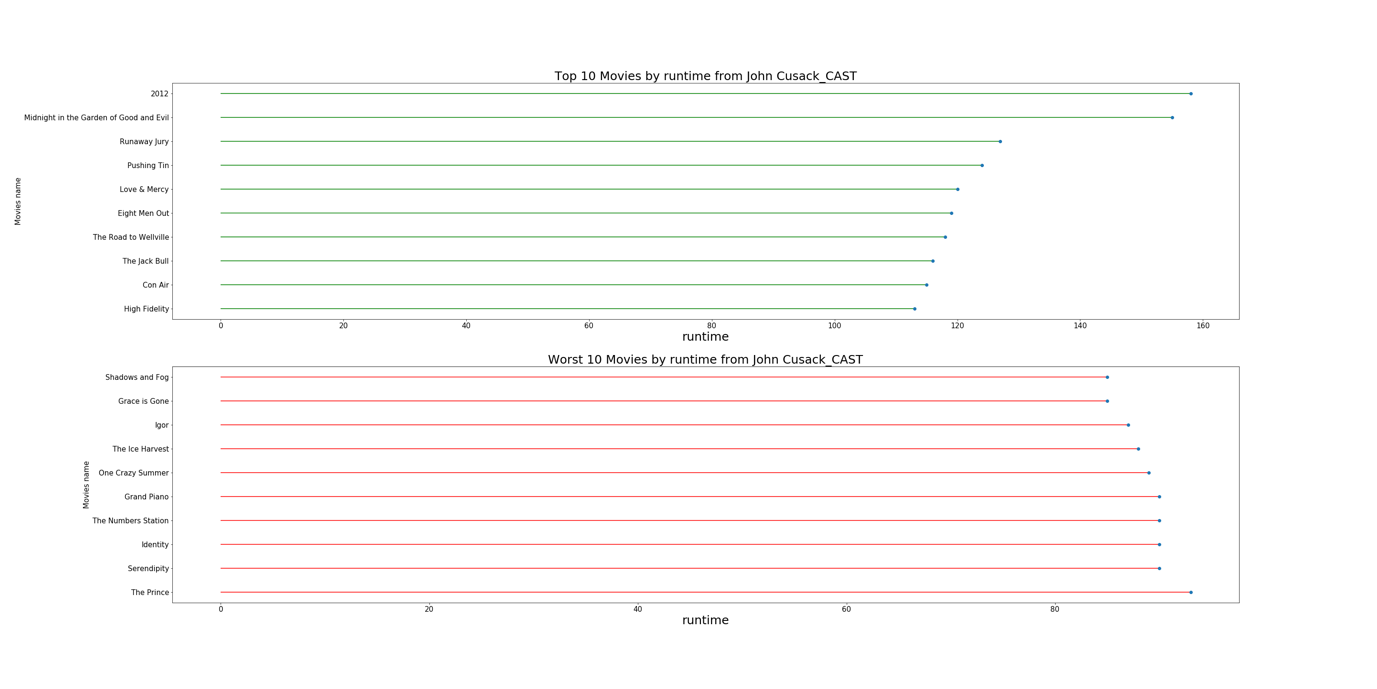 Top 10 Movies by runtime from John Cusack_CAST
Movies name
2012
Midnight in the Garden of Good and Evil
Runaway Jury
Pushing Tin
Love & Mercy
Eight Men Out
The Road to Wellville
The Jack Bull
Con Air
High Fidelity
0 20 40 60 80 100 120 140 160
runtime
Worst 10 Movies by runtime from John Cusack_CAST
Movies name
Shadows and Fog
Grace is Gone
Igor
The Ice Harvest
One Crazy Summer
Grand Piano
The Numbers Station
Identity
Serendipity
The Prince
0 20 40 60 80
runtime